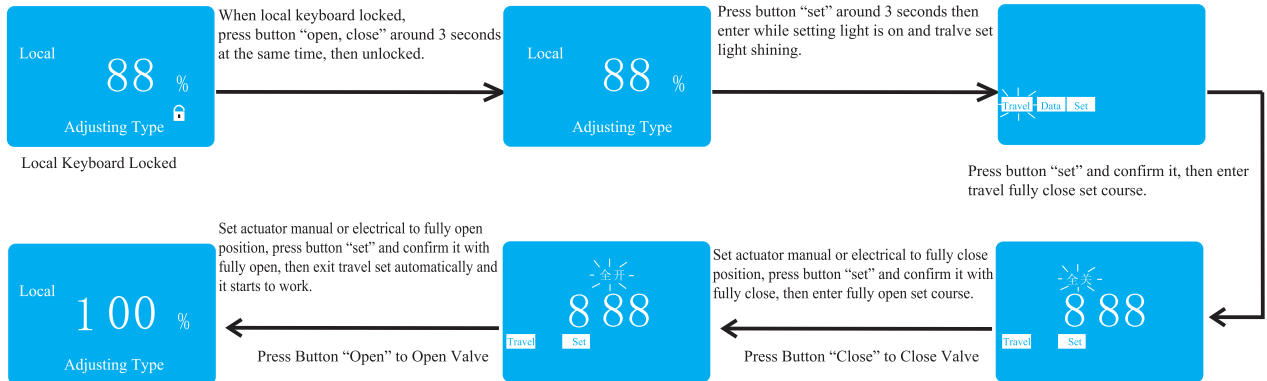 Local
88 %
Adjusting Type
Local Keyboard Locked
When local keyboard locked,
press button “open, close” around 3 seconds
at the same time, then unlocked.
Local
88 %
Adjusting Type
Press button “set” around 3 seconds then
enter while setting light is on and tralve set
light shining.
Travel Data Set
Press button “set” and confirm it, then enter
travel fully close set course.
全关
888
Travel Set
Set actuator manual or electrical to fully close
position, press button “set” and confirm it with
fully close, then enter fully open set course.
Press Button “Close” to Close Valve
全开
888
Travel Set
Set actuator manual or electrical to fully open
position, press button “set” and confirm it with
fully open, then exit travel set automatically and
it starts to work.
Press Button “Open” to Open Valve
Local
100 %
Adjusting Type